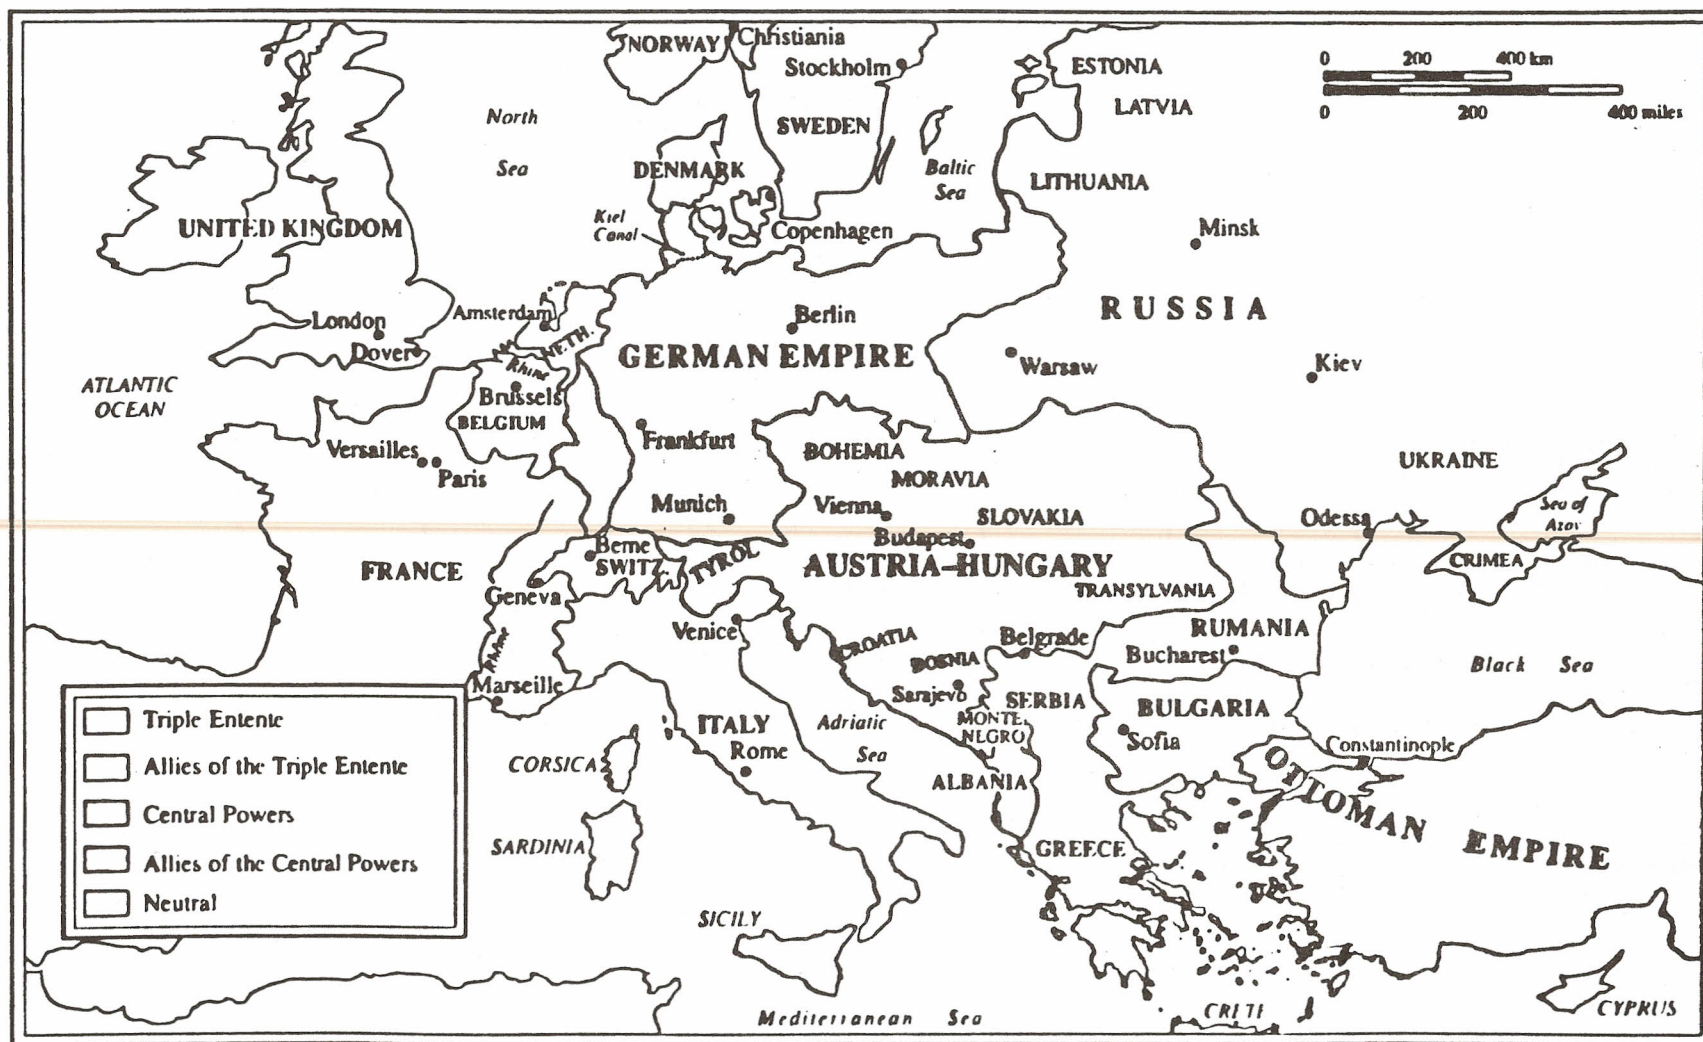 NORWAY
Christiania
Stockholm
ESTONIA
LATVIA
0 200 400 km
0 200 400 miles
North
Sea
SWEDEN
DENMARK
Baltic
Sea
LITHUANIA
Kiel
Canal
Copenhagen
Minsk
UNITED KINGDOM
RUSSIA
London
Dover
Amsterdam
NETH.
Berlin
GERMAN EMPIRE
Warsaw
Kiev
ATLANTIC
OCEAN
Rhine
Brussels
BELGIUM
Frankfurt
Versailles
Paris
BOHEMIA
MORAVIA
UKRAINE
Munich
Vienna
SLOVAKIA
Odessa
Sea of
Azov
Budapest
Berne
SWITZ.
TYROL
FRANCE
AUSTRIA-HUNGARY
CRIMEA
Geneva
TRANSYLVANIA
Venice
CROATIA
Belgrade
RUMANIA
Rhône
BOSNIA
Bucharest
Black Sea
Marseille
Sarajevo
SERBIA
MONTE-
NEGRO
BULGARIA
Sofia
ITALY
Rome
Adriatic
Sea
Constantinople
CORSICA
ALBANIA
OTTOMAN EMPIRE
SARDINIA
GREECE
SICILY
Mediterranean Sea
CRETE
CYPRUS
Triple Entente
Allies of the Triple Entente
Central Powers
Allies of the Central Powers
Neutral